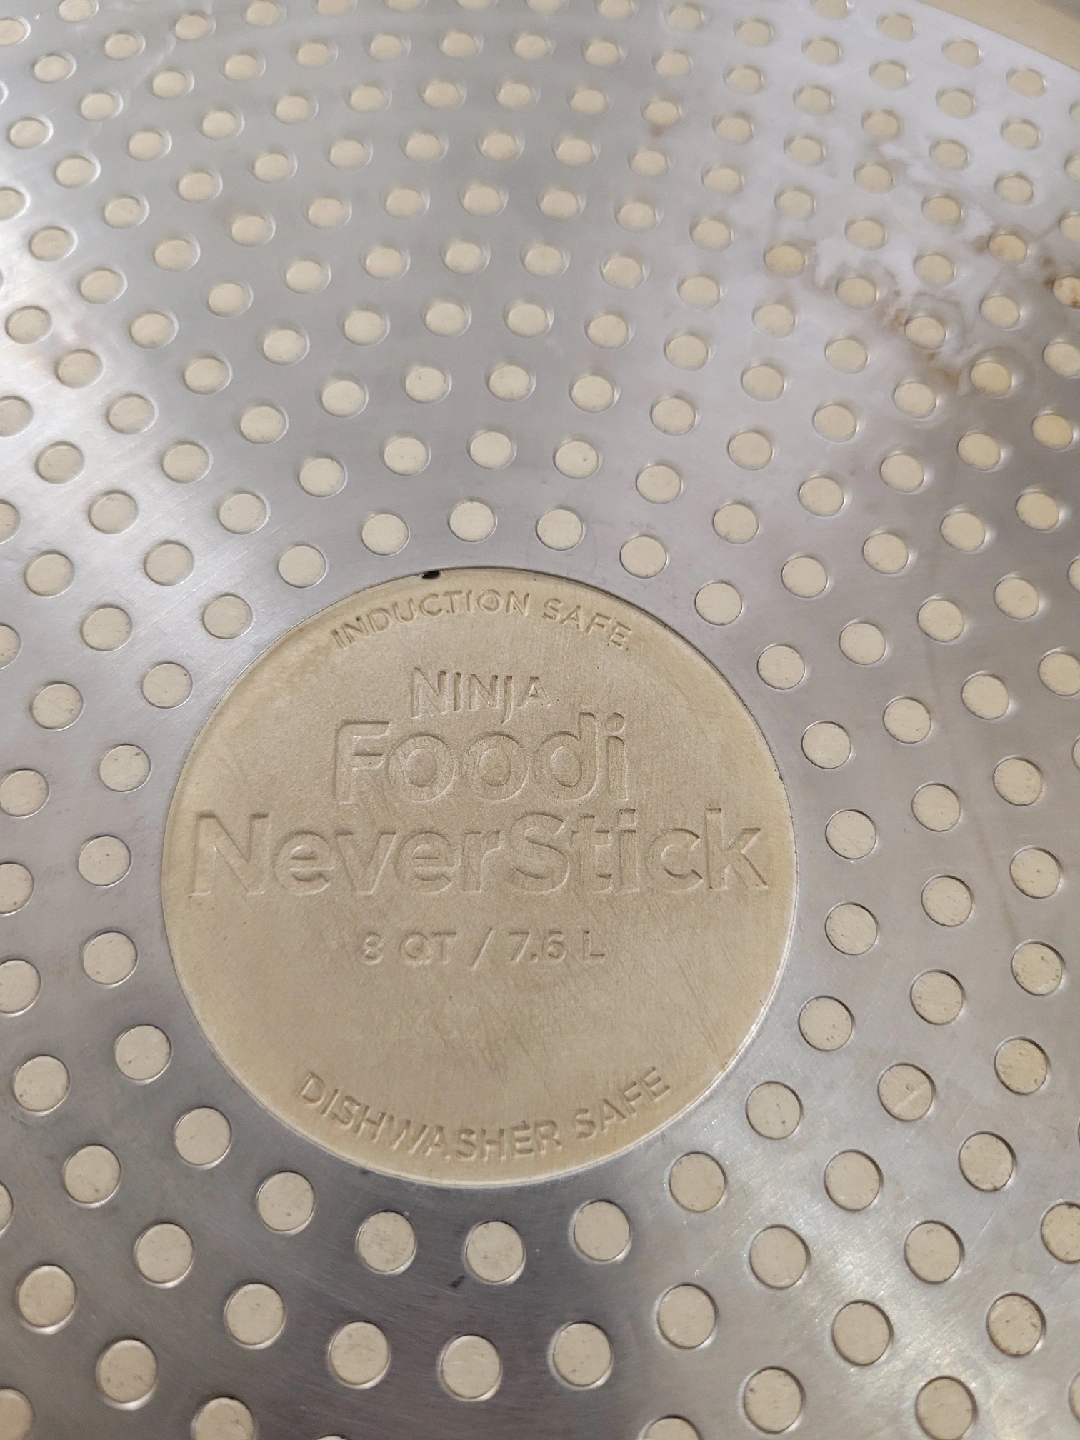 INDUCTION SAFE
NINJA
Foodi
NeverStick
8 QT / 7.6 L
DISHWASHER SAFE